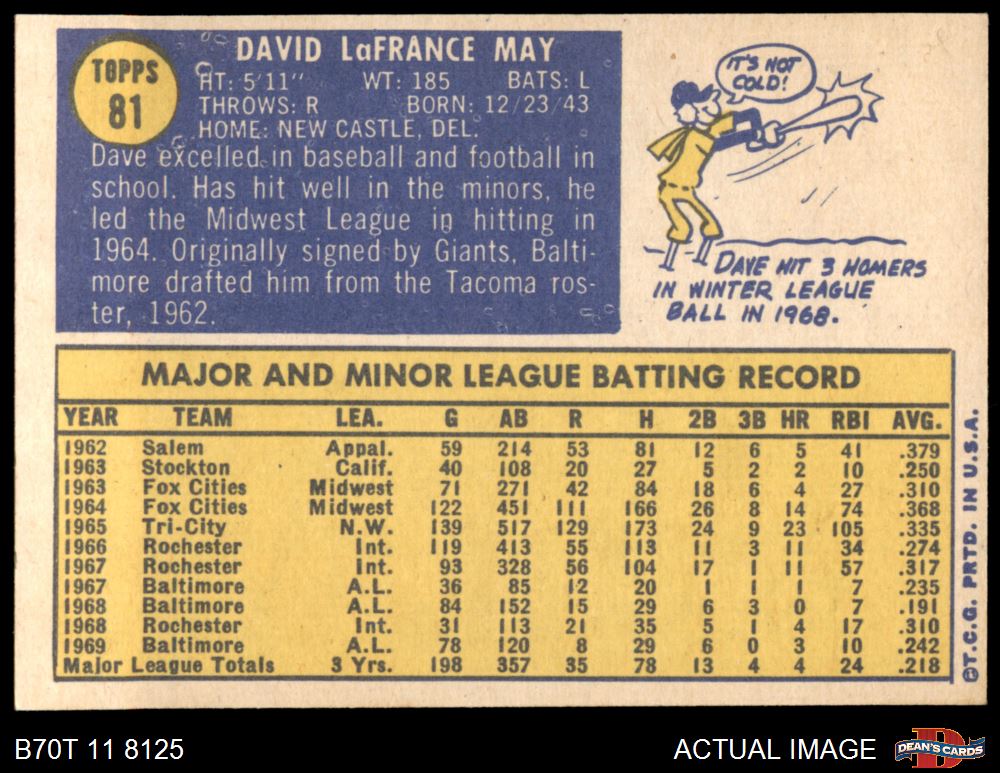 TOPPS
81
DAVID LaFRANCE MAY
HT: 5'11" WT: 185 BATS: L
THROWS: R BORN: 12/23/43
HOME: NEW CASTLE, DEL.
Dave excelled in baseball and football in
school. Has hit well in the minors, he
led the Midwest League in hitting in
1964. Originally signed by Giants, Balti-
more drafted him from the Tacoma ros-
ter, 1962.
IT'S NOT
COLD!
DAVE HIT 3 HOMERS
IN WINTER LEAGUE
BALL IN 1968.
MAJOR AND MINOR LEAGUE BATTING RECORD
YEAR TEAM LEA. G AB R H 2B 3B HR RBI AVG.
1962 Salem Appal. 59 214 53 81 12 6 5 41 .379
1963 Stockton Calif. 40 108 20 27 5 2 2 10 .250
1963 Fox Cities Midwest 71 271 42 84 18 6 4 27 .310
1964 Fox Cities Midwest 122 451 111 166 26 8 14 74 .368
1965 Tri-City N.W. 139 517 129 173 24 9 23 105 .335
1966 Rochester Int. 119 413 55 113 11 3 11 34 .274
1967 Rochester Int. 93 328 56 104 17 1 11 57 .317
1967 Baltimore A.L. 36 85 12 20 1 1 1 7 .235
1968 Baltimore A.L. 84 152 15 29 6 3 0 7 .191
1968 Rochester Int. 31 113 21 35 5 1 4 17 .310
1969 Baltimore A.L. 78 120 8 29 6 0 3 10 .242
Major League Totals 3 Yrs. 198 357 35 78 13 4 4 24 .218
©T.C.G. PRTD. IN U.S.A.
B70T 11 8125
ACTUAL IMAGE
DEAN'S CARDS